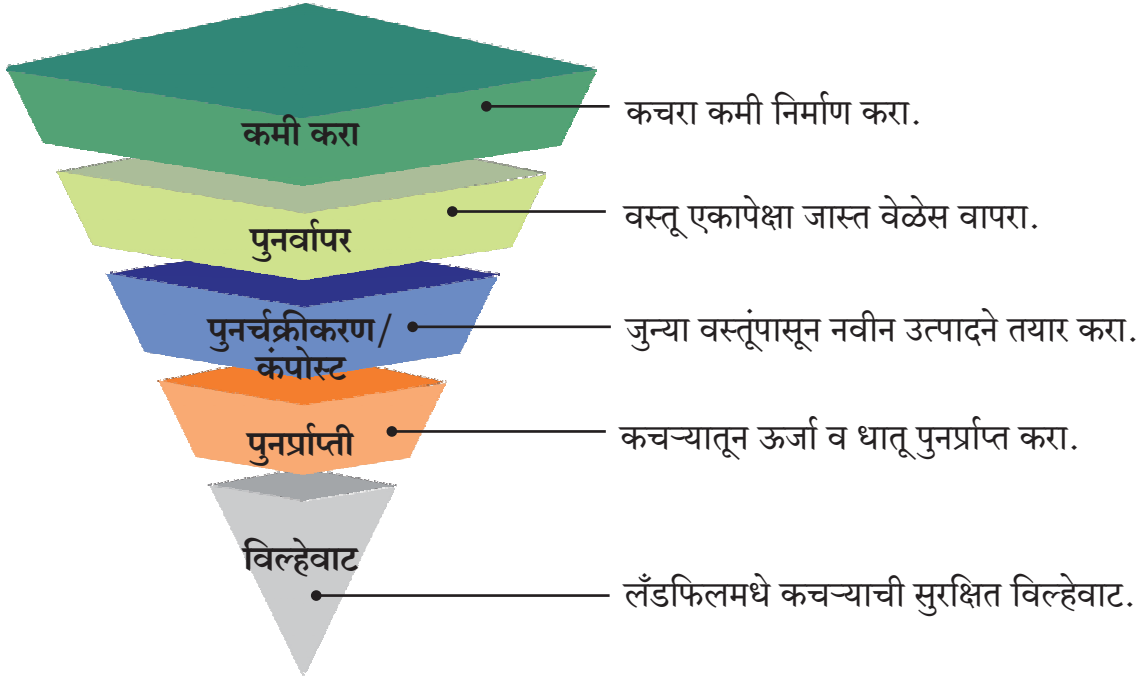 कमी करा
कचरा कमी निर्माण करा.
पुनर्वापर
वस्तू एकापेक्षा जास्त वेळेस वापरा.
पुनर्चक्रीकरण/
कंपोस्ट
जुन्या वस्तूंपासून नवीन उत्पादने तयार करा.
पुनर्प्राप्ती
कचऱ्यातून ऊर्जा व धातू पुनर्प्राप्त करा.
विल्हेवाट
लँडफिलमधे कचऱ्याची सुरक्षित विल्हेवाट.